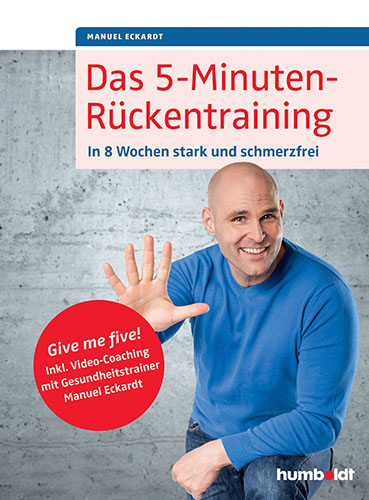 MANUEL ECKARDT
Das 5-Minuten-
Rückentraining
In 8 Wochen stark und schmerzfrei
Give me five!
Inkl. Video-Coaching
mit Gesundheitstrainer
Manuel Eckardt
humboldt